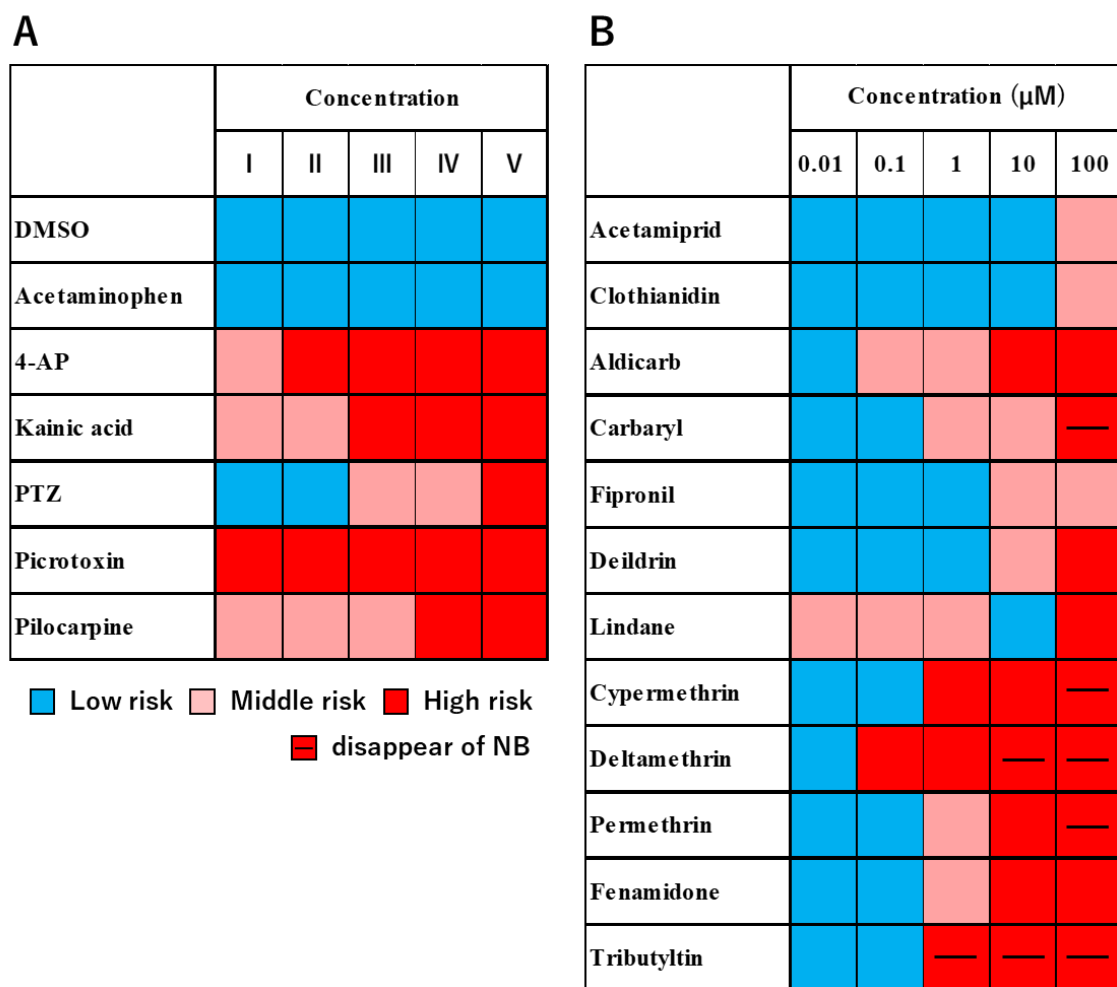 A
Concentration
I II III IV V
DMSO
Acetaminophen
4-AP
Kainic acid
PTZ
Picrotoxin
Pilocarpine
Low risk Middle risk High risk
disappear of NB
B
Concentration (μM)
0.01 0.1 1 10 100
Acetamiprid
Clothianidin
Aldicarb
Carbaryl
Fipronil
Deildrin
Lindane
Cypermethrin
Deltamethrin
Permethrin
Fenamidone
Tributyltin